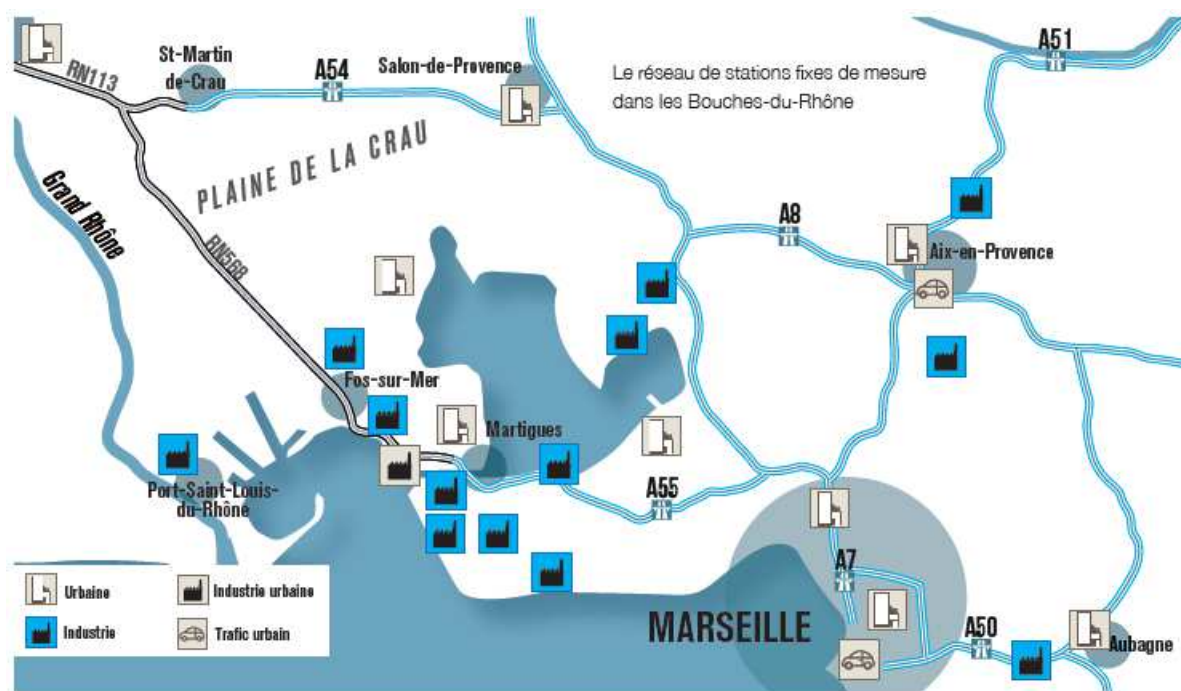 A51
St-Martin
de-Crau
A54
Salon-de-Provence
Le réseau de stations fixes de mesure
dans les Bouches-du-Rhône
RN113
PLAINE DE LA CRAU
Grand Rhône
RN568
A8
Aix-en-Provence
Fos-sur-Mer
Martigues
Port-Saint-Louis-
du-Rhône
A55
A7
MARSEILLE
A50
Aubagne
Urbaine
Industrie urbaine
Industrie
Trafic urbain